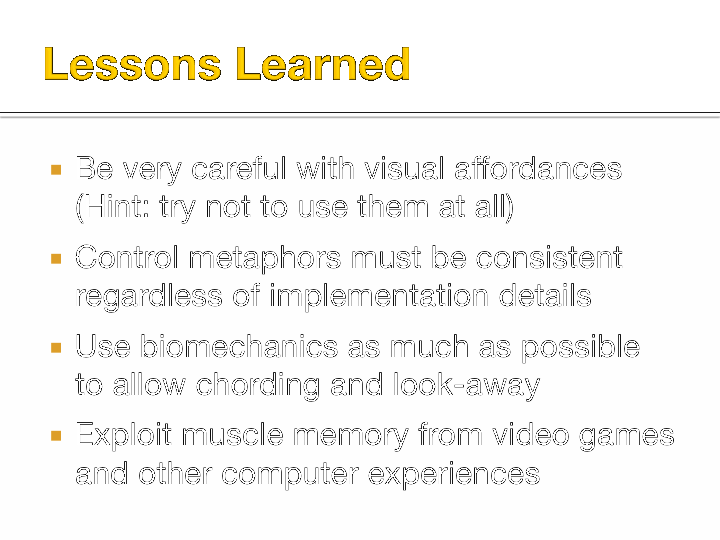 Lessons Learned
Be very careful with visual affordances
(Hint: try not to use them at all)
Control metaphors must be consistent
regardless of implementation details
Use biomechanics as much as possible
to allow chording and look-away
Exploit muscle memory from video games
and other computer experiences